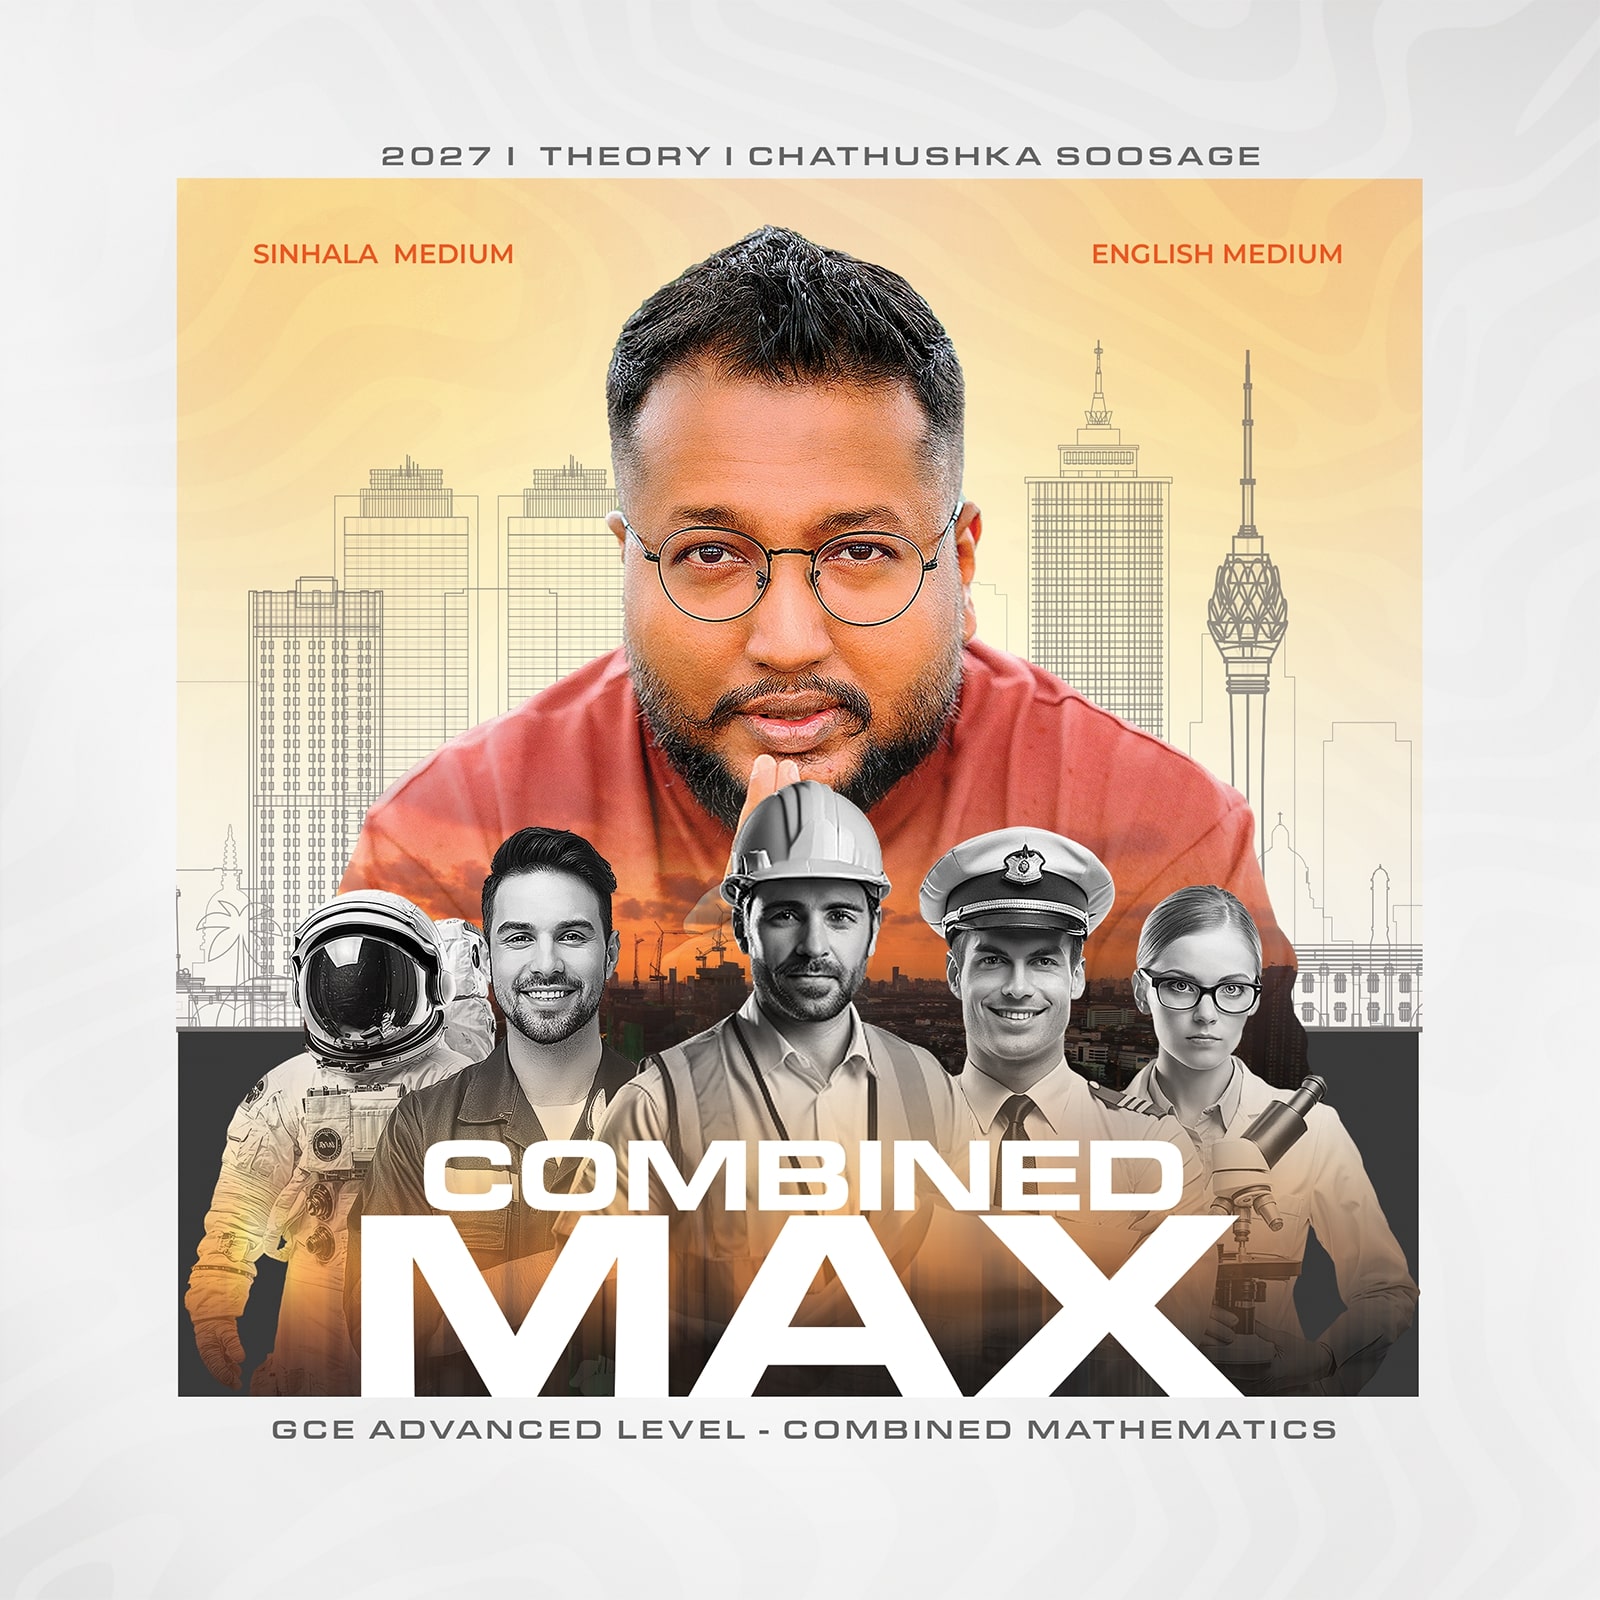 2027 I THEORY I CHATHUSHKA SOOSAGE
SINHALA MEDIUM
ENGLISH MEDIUM
COMBINED
MAX
GCE ADVANCED LEVEL - COMBINED MATHEMATICS